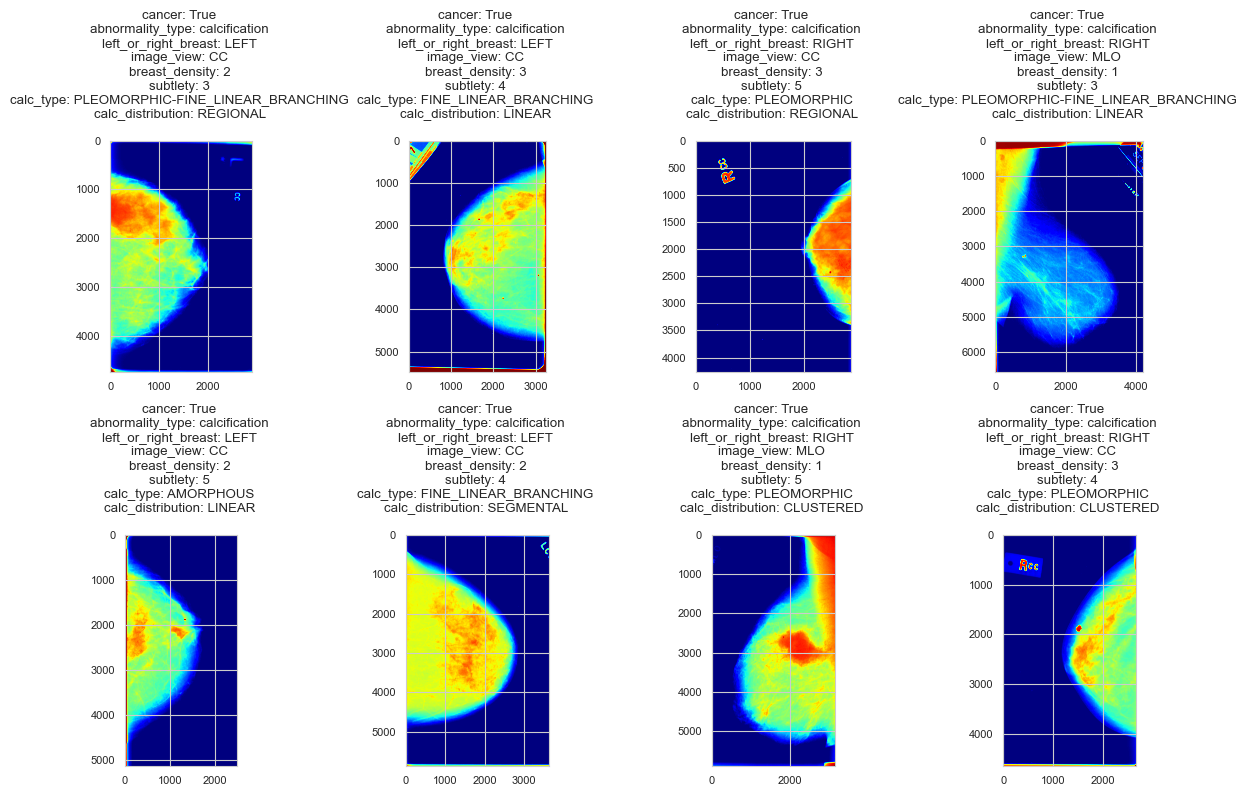 cancer: True
abnormality_type: calcification
left_or_right_breast: LEFT
image_view: CC
breast_density: 2
subtlety: 3
calc_type: PLEOMORPHIC-FINE_LINEAR_BRANCHING
calc_distribution: REGIONAL
0
1000
2000
3000
4000
0
2000
cancer: True
abnormality_type: calcification
left_or_right_breast: LEFT
image_view: CC
breast_density: 3
subtlety: 4
calc_type: FINE_LINEAR_BRANCHING
calc_distribution: LINEAR
0
1000
2000
3000
4000
5000
0
1000
2000
3000
cancer: True
abnormality_type: calcification
left_or_right_breast: RIGHT
image_view: CC
breast_density: 3
subtlety: 5
calc_type: PLEOMORPHIC
calc_distribution: REGIONAL
0
500
1000
1500
2000
2500
3000
3500
4000
R
0
1000
2000
cancer: True
abnormality_type: calcification
left_or_right_breast: RIGHT
image_view: MLO
breast_density: 1
subtlety: 3
calc_type: PLEOMORPHIC-FINE_LINEAR_BRANCHING
calc_distribution: LINEAR
0
1000
2000
3000
4000
5000
6000
0
2000
4000
cancer: True
abnormality_type: calcification
left_or_right_breast: LEFT
image_view: CC
breast_density: 2
subtlety: 5
calc_type: AMORPHOUS
calc_distribution: LINEAR
0
1000
2000
3000
4000
5000
0
1000
2000
cancer: True
abnormality_type: calcification
left_or_right_breast: LEFT
image_view: CC
breast_density: 2
subtlety: 4
calc_type: FINE_LINEAR_BRANCHING
calc_distribution: SEGMENTAL
0
1000
2000
3000
4000
5000
0
1000
2000
3000
cancer: True
abnormality_type: calcification
left_or_right_breast: RIGHT
image_view: MLO
breast_density: 1
subtlety: 5
calc_type: PLEOMORPHIC
calc_distribution: CLUSTERED
0
1000
2000
3000
4000
5000
0
2000
cancer: True
abnormality_type: calcification
left_or_right_breast: RIGHT
image_view: CC
breast_density: 3
subtlety: 4
calc_type: PLEOMORPHIC
calc_distribution: CLUSTERED
0
1000
2000
3000
4000
Rcc
0
2000